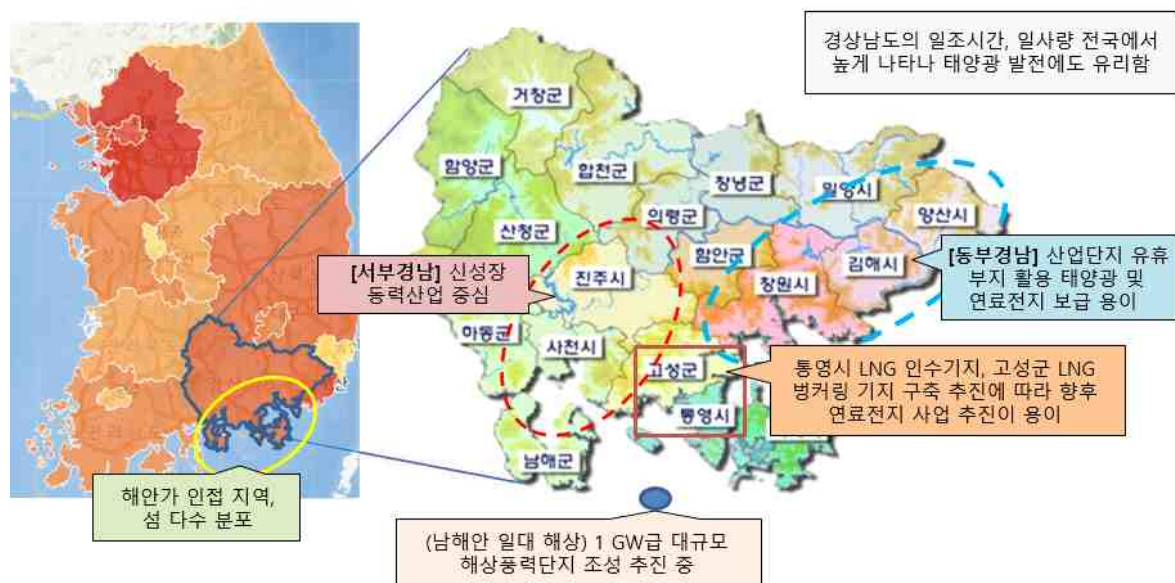 경상남도의 일조시간, 일사량 전국에서
높게 나타나 태양광 발전에도 유리함
거창군
함양군
합천군
창녕군
밀양시
양산시
산청군
의령군
함안군
창원시
김해시
진주시
[서부경남] 신성장
동력산업 중심
[동부경남] 산업단지 유휴
부지 활용 태양광 및
연료전지 보급 용이
하동군
사천시
고성군
통영시
남해군
통영시 LNG 인수기지, 고성군 LNG
벙커링 기지 구축 추진에 따라 향후
연료전지 사업 추진이 용이
해안가 인접 지역,
섬 다수 분포
(남해안 일대 해상) 1 GW급 대규모
해상풍력단지 조성 추진 중